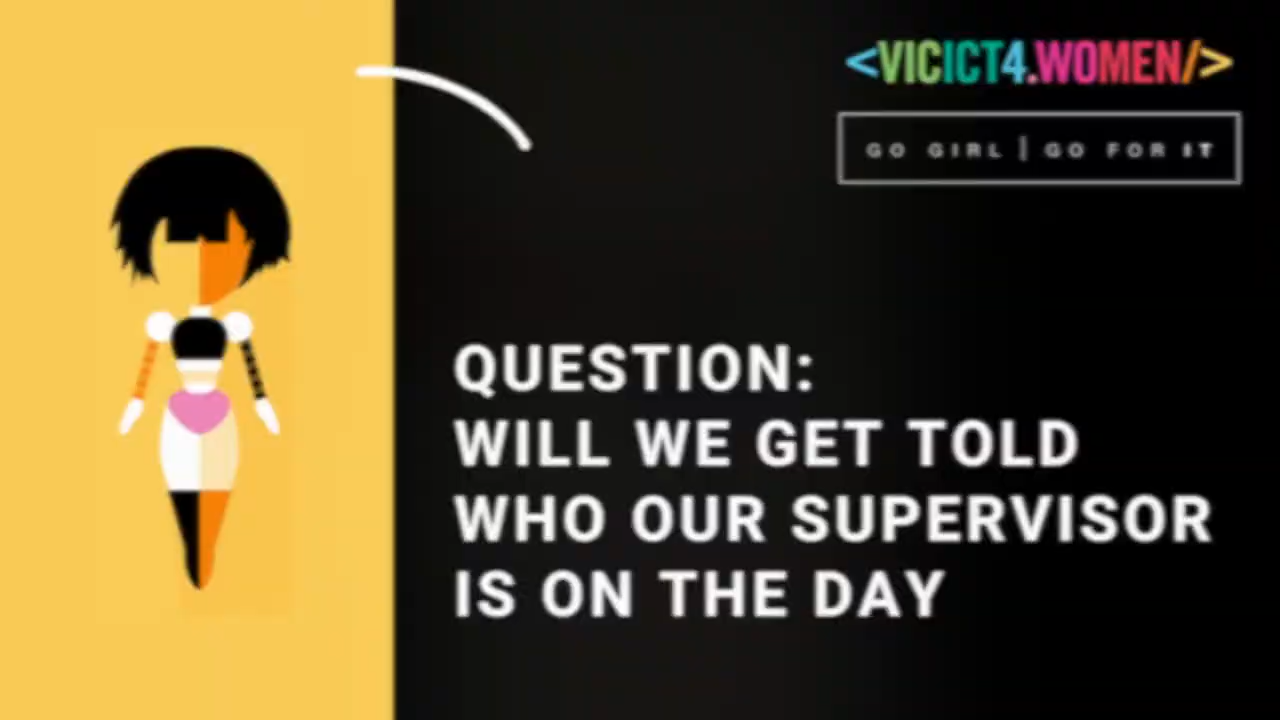 <VICICT4.WOMEN/>
GO GIRL | GO FOR IT
QUESTION:
WILL WE GET TOLD
WHO OUR SUPERVISOR
IS ON THE DAY